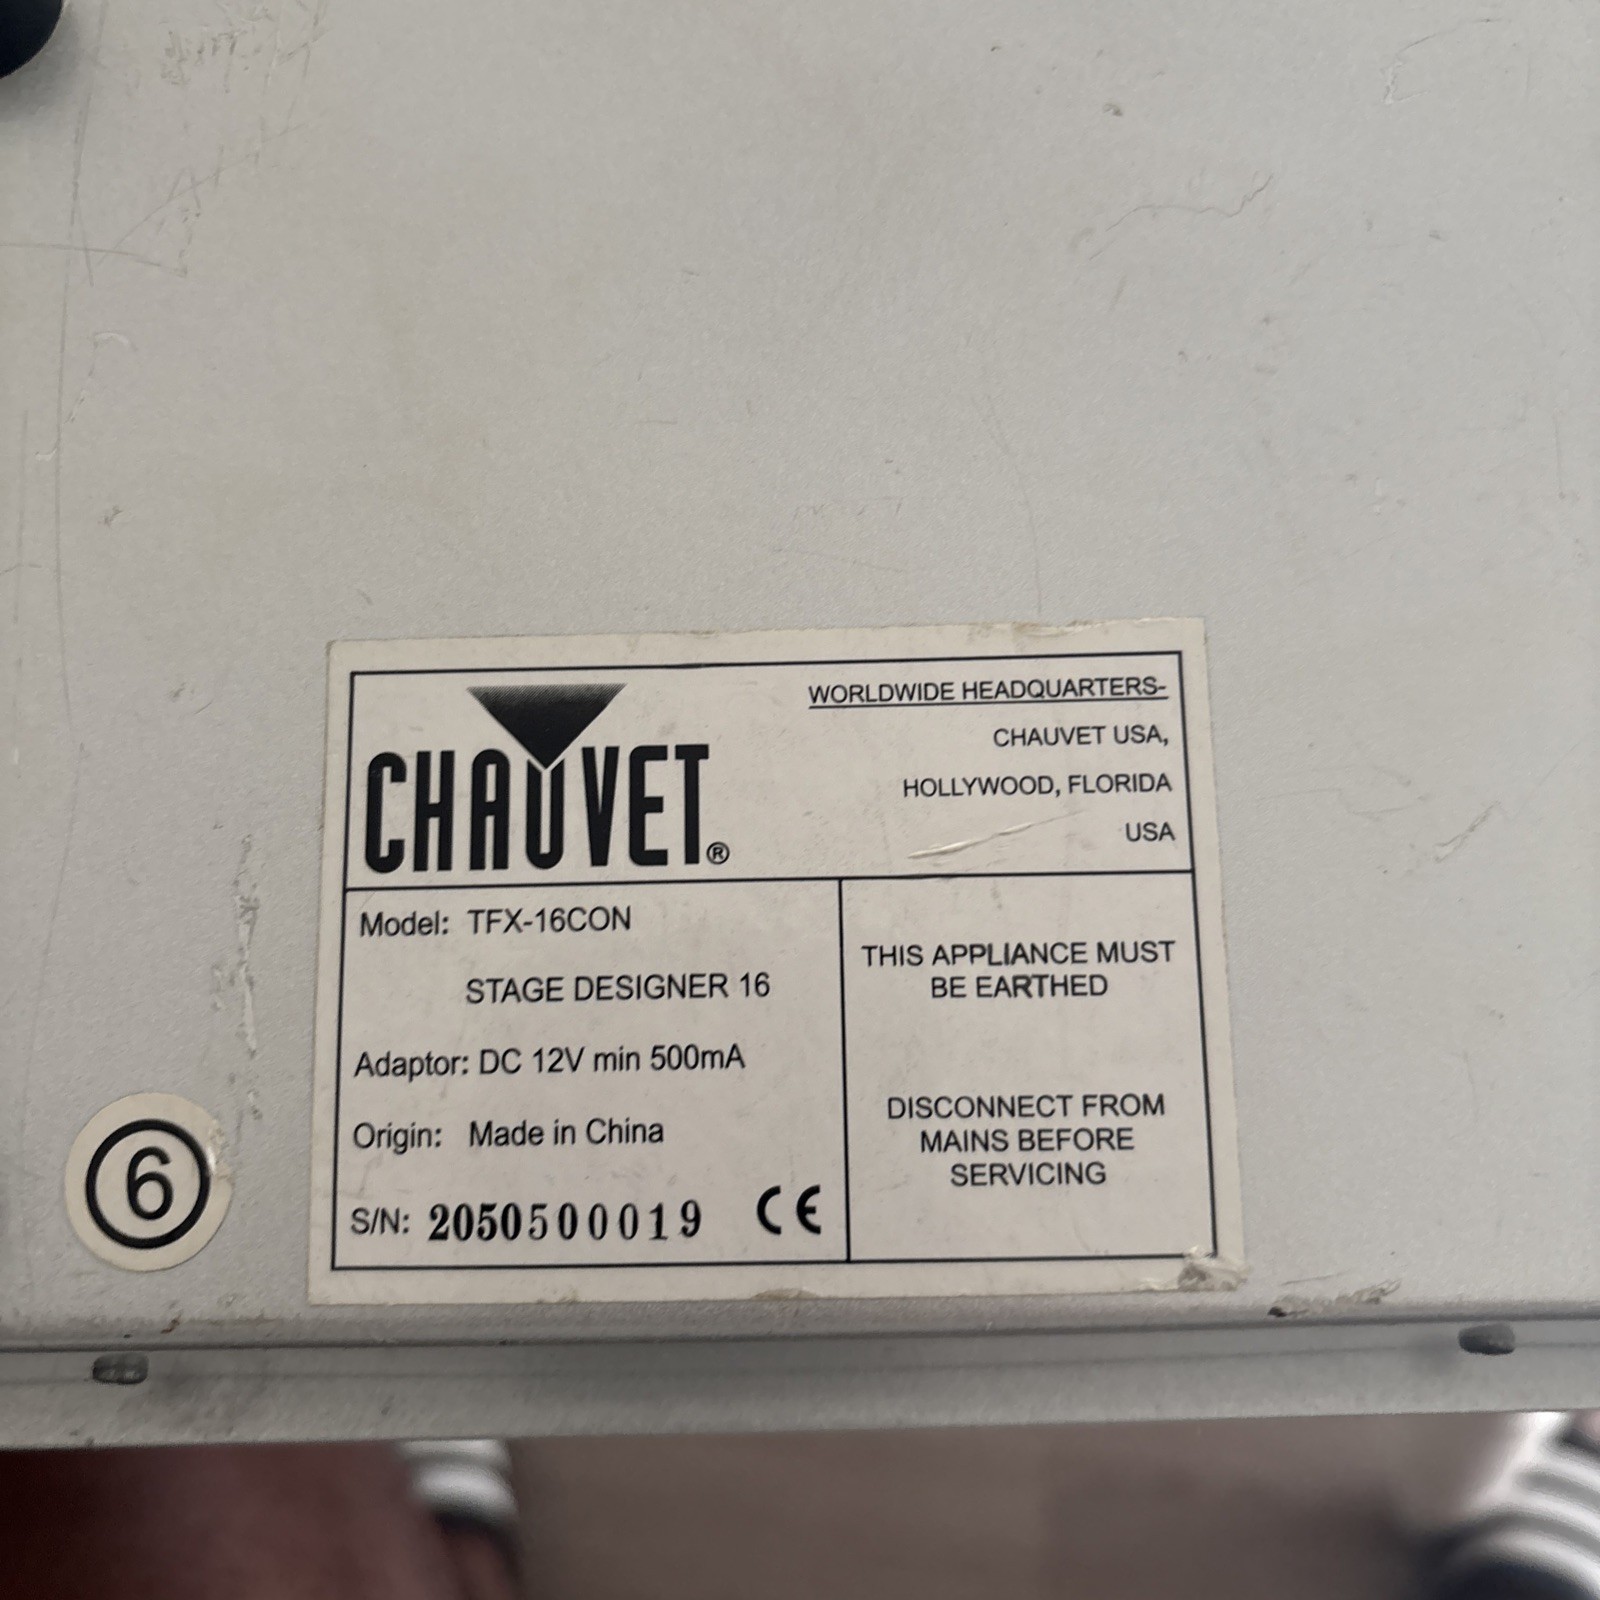 CHAUVET®
WORLDWIDE HEADQUARTERS-
CHAUVET USA,
HOLLYWOOD, FLORIDA
USA
Model: TFX-16CON
STAGE DESIGNER 16
Adaptor: DC 12V min 500mA
Origin: Made in China
S/N: 2050500019 CE
THIS APPLIANCE MUST
BE EARTHED
DISCONNECT FROM
MAINS BEFORE
SERVICING
6